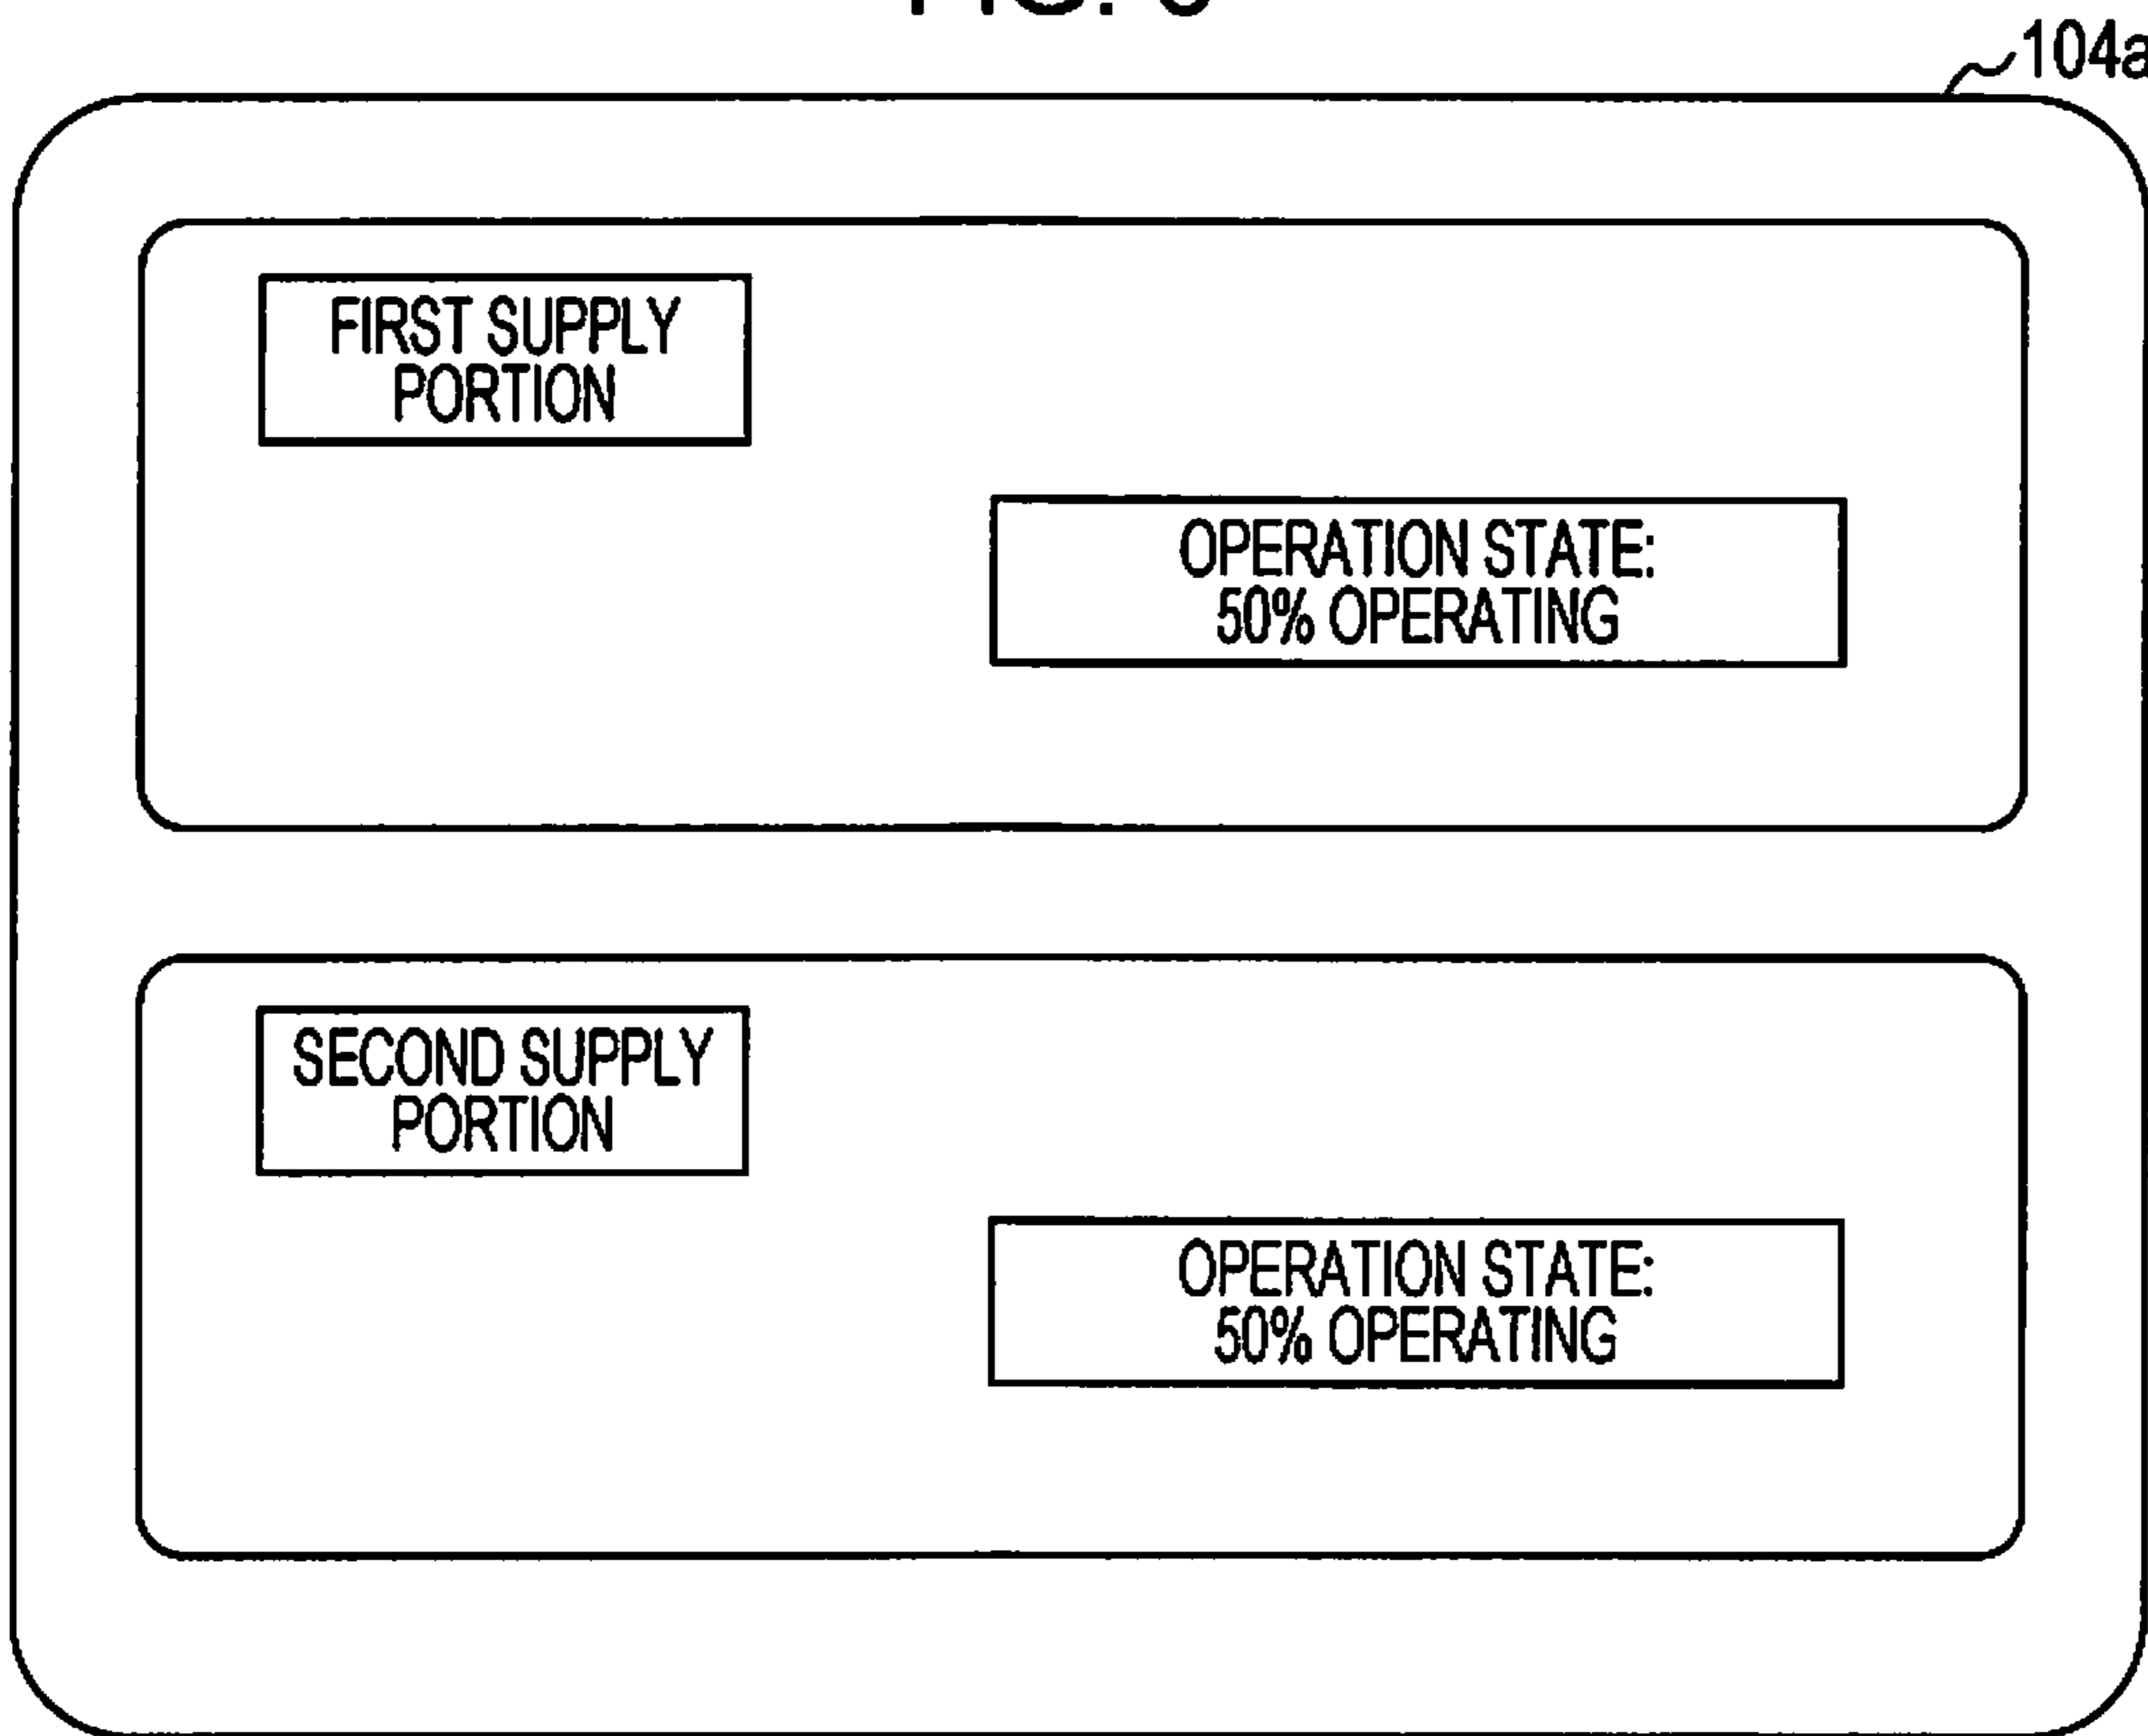 104a
FIRST SUPPLY
PORTION
OPERATION STATE:
50% OPERATING
SECOND SUPPLY
PORTION
OPERATION STATE:
50% OPERATING